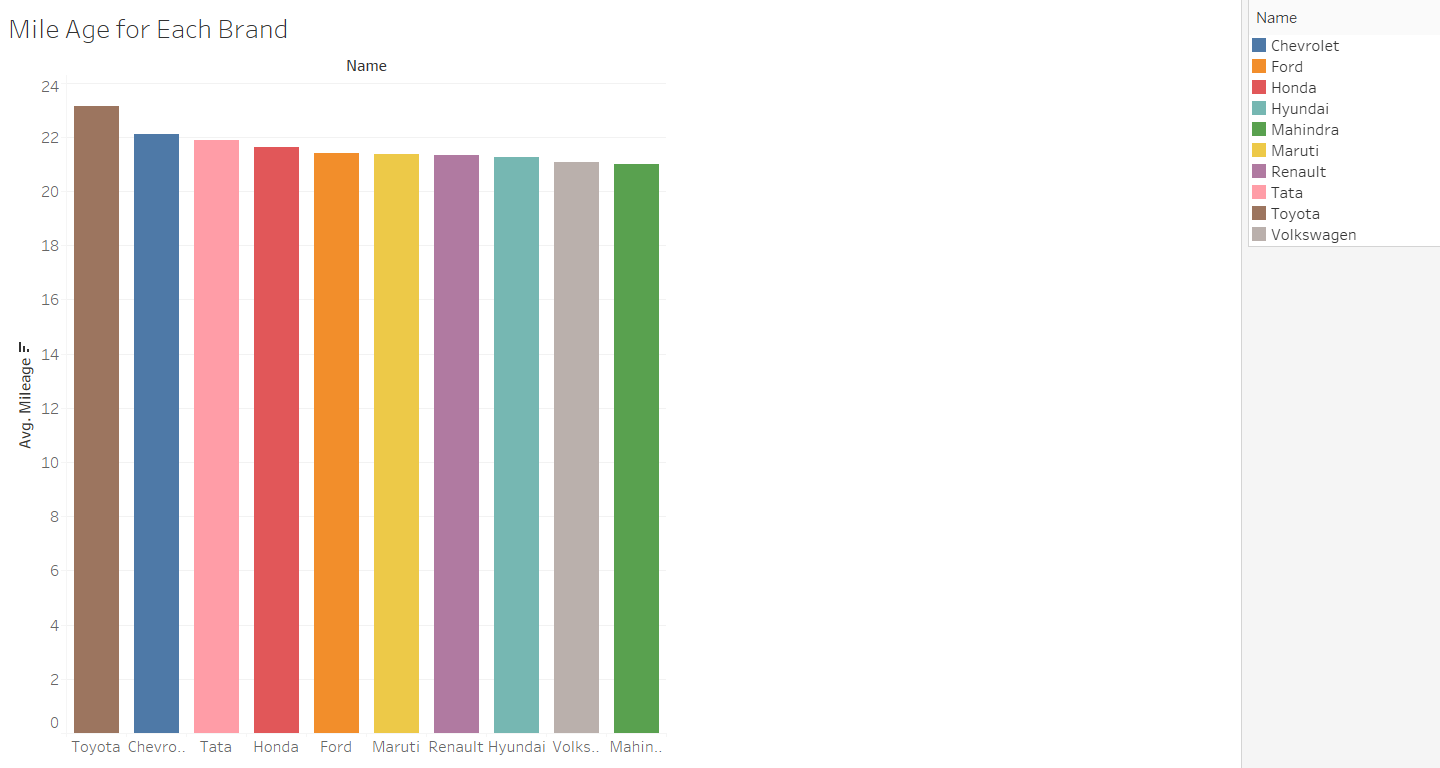 Mile Age for Each Brand
Name
24
22
20
18
16
14
12
10
8
6
4
2
0
Avg. Mileage
Toyota Chevro.. Tata Honda Ford Maruti Renault Hyundai Volks.. Mahin..
Name
Chevrolet
Ford
Honda
Hyundai
Mahindra
Maruti
Renault
Tata
Toyota
Volkswagen